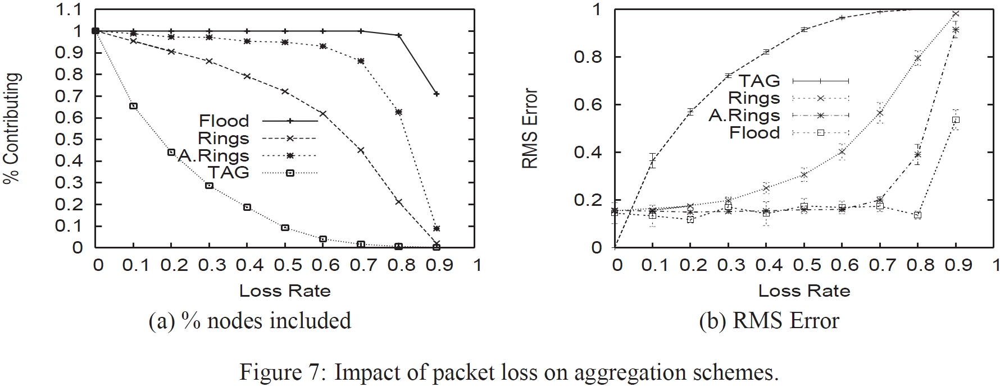 1.1
1
0.9
0.8
0.7
0.6
0.5
0.4
0.3
0.2
0.1
0
% Contributing
Flood
Rings
A.Rings
TAG
0 0.1 0.2 0.3 0.4 0.5 0.6 0.7 0.8 0.9 1
Loss Rate
(a) % nodes included
1
0.8
0.6
0.4
0.2
0
RMS Error
TAG
Rings
A.Rings
Flood
0 0.1 0.2 0.3 0.4 0.5 0.6 0.7 0.8 0.9 1
Loss Rate
(b) RMS Error
Figure 7: Impact of packet loss on aggregation schemes.